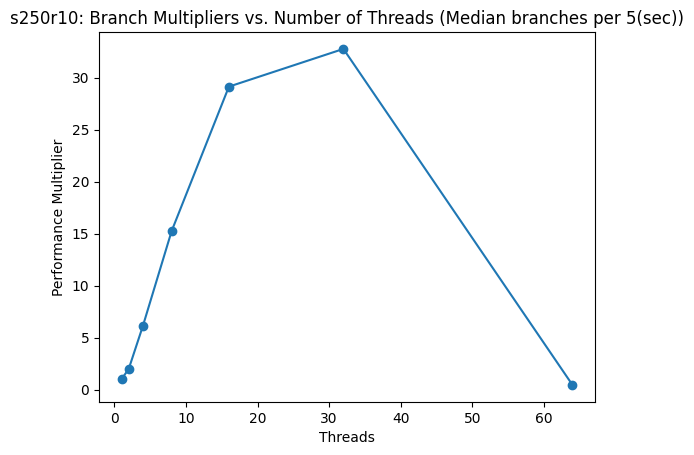 s250r10: Branch Multipliers vs. Number of Threads (Median branches per 5(sec))
30
25
20
15
10
5
0
Performance Multiplier
0 10 20 30 40 50 60
Threads